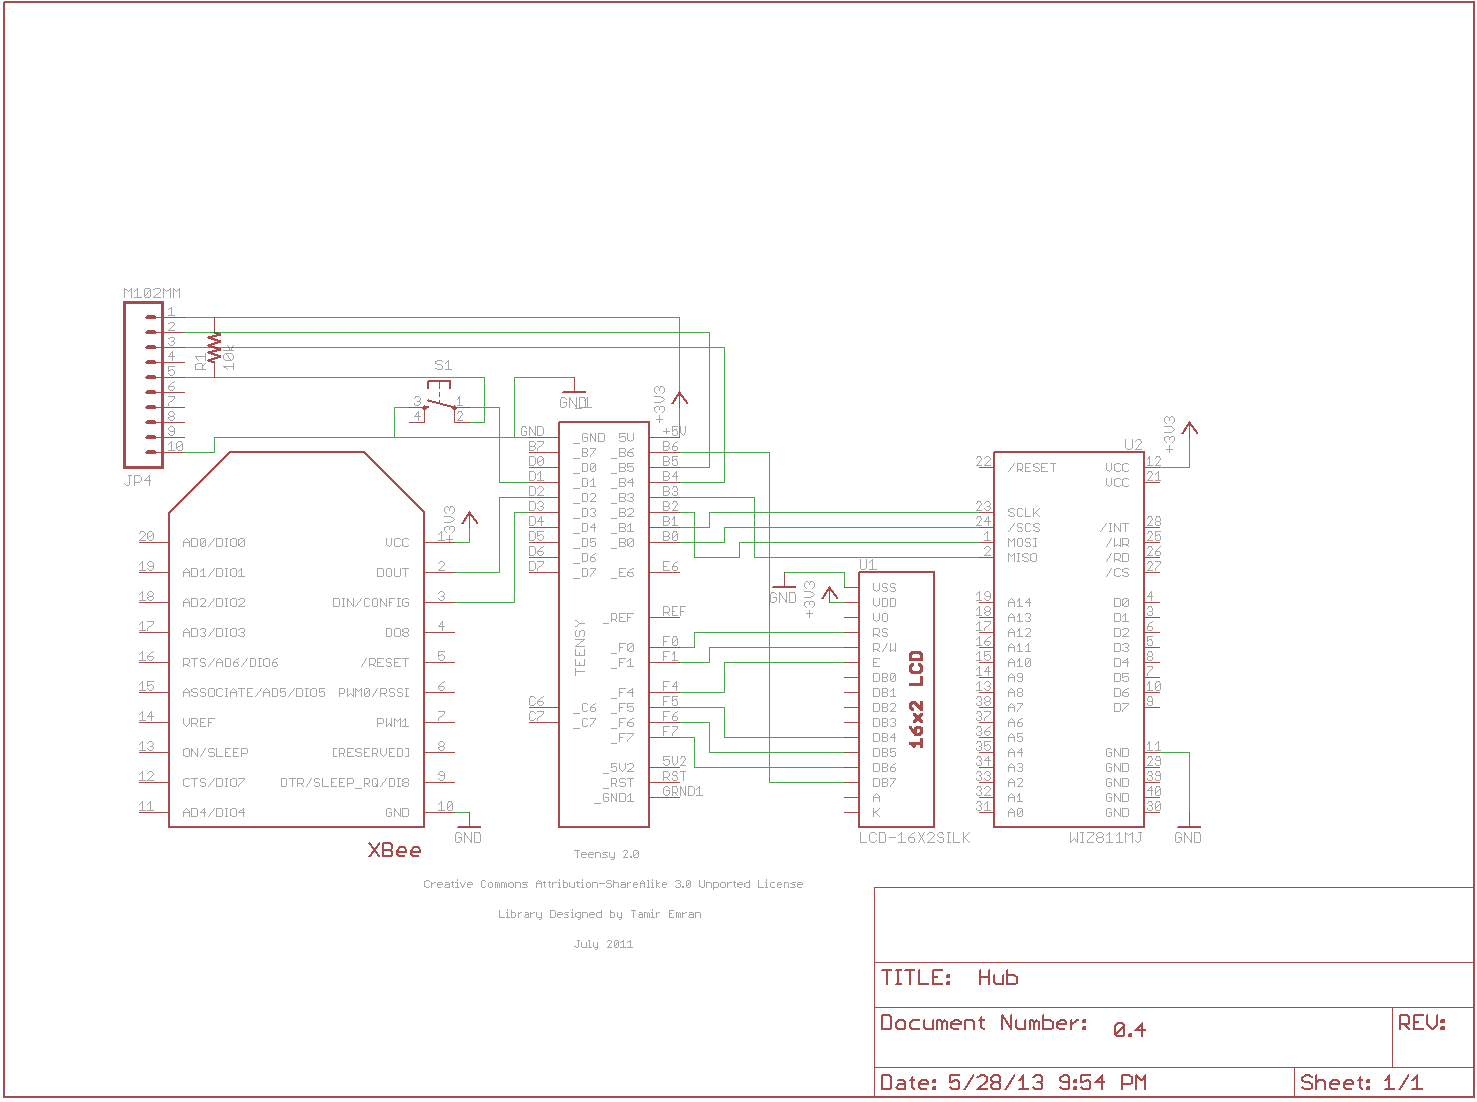 M102MM
1
2
3
4
5
6
7
8
9
10
JP4
R1
10k
S1
3
4
1
2
GND
_1
+3V3
GND
B7
D0
D1
D2
D3
D4
D5
D6
D7
C6
C7
_GND
_B7
_D0
_D1
_D2
_D3
_D4
_D5
_D6
_D7
_C6
_C7
5V
_B6
_B5
_B4
_B3
_B2
_B1
_B0
_E6
_REF
_F0
_F1
_F4
_F5
_F6
_F7
_5V2
_RST
_GND1
+5V
B6
B5
B4
B3
B2
B1
B0
E6
REF
F0
F1
F4
F5
F6
F7
5V2
RST
GRND1
TEENSY
Teensy 2.0
Creative Commons Attribution-ShareAlike 3.0 Unported License
Library Designed by Tamir Emran
July 2011
20 AD0/DIO0
19 AD1/DIO1
18 AD2/DIO2
17 AD3/DIO3
16 RTS/AD6/DIO6
15 ASSOCIATE/AD5/DIO5
14 VREF
13 ON/SLEEP
12 CTS/DIO7
11 AD4/DIO4
VCC 1
DOUT 2
DIN/CONFIG 3
DO8 4
/RESET 5
PWM0/RSSI 6
PWM1 7
[RESERVED] 8
DTR/SLEEP_RQ/DI8 9
GND 10
+3V3
GND
XBee
U1
GND
+3V3
VSS
VDD
VO
RS
R/W
E
DB0
DB1
DB2
DB3
DB4
DB5
DB6
DB7
A
K
16x2 LCD
LCD-16X2SILK
U2
+3V3
22 /RESET
23 SCLK
24 /SCS
1 MOSI
2 MISO
19 A14
18 A13
17 A12
16 A11
15 A10
14 A9
13 A8
38 A7
37 A6
36 A5
35 A4
34 A3
33 A2
32 A1
31 A0
VCC 12
VCC 21
/INT 28
/WR 25
/RD 26
/CS 27
D0 4
D1 3
D2 6
D3 5
D4 8
D5 7
D6 10
D7 9
GND 11
GND 29
GND 39
GND 40
GND 30
WIZ811MJ
GND
TITLE: Hub
Document Number: 0.4
REV:
Date: 5/28/13 9:54 PM
Sheet: 1/1